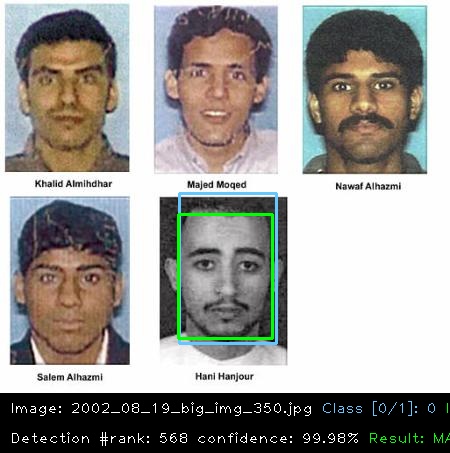 Khalid Almihdhar
Majed Moqed
Nawaf Alhazmi
Salem Alhazmi
Hani Hanjour
Image: 2002_08_19_big_img_350.jpg Class [0/1]: 0
Detection #rank: 568 confidence: 99.98% Result: